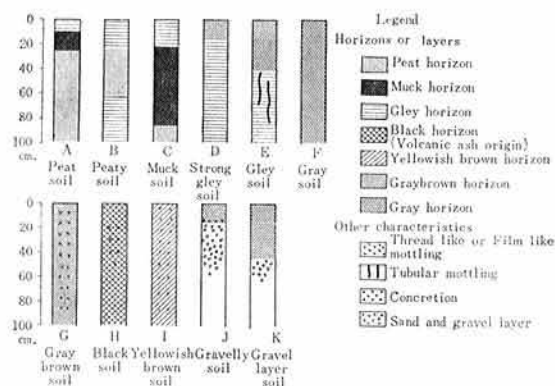 0
20
40
60
80
100
cm.
A
Peat
soil
B
Peaty
soil
C
Muck
soil
D
Strong
gley soil
E
Gley
soil
F
Gray
soil
0
20
40
60
80
100
cm.
G
Gray
brown
soil
H
Black
soil
I
Yellowish
brown
soil
J
Gravelly
soil
K
Gravel
layer
soil
Legend
Horizons or layers
Peat horizon
Muck horizon
Gley horizon
Black horizon
(Volcanic ash origin)
Yellowish brown horizon
Graybrown horizon
Gray horizon
Other characteristics
Thread like or Film like
mottling
Tubular mottling
Concretion
Sand and gravel layer